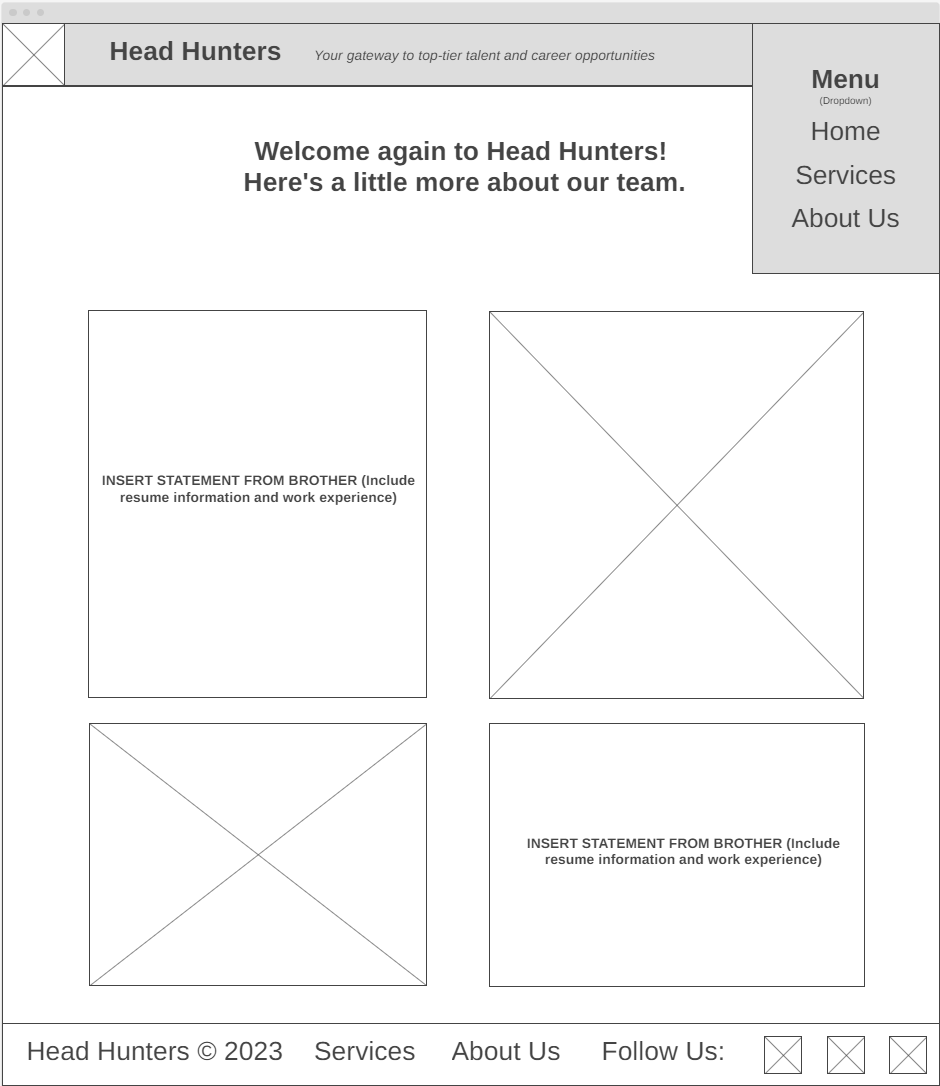 Head Hunters
Your gateway to top-tier talent and career opportunities
Menu
(Dropdown)
Home
Services
About Us
Welcome again to Head Hunters!
Here's a little more about our team.
INSERT STATEMENT FROM BROTHER (Include
resume information and work experience)
INSERT STATEMENT FROM BROTHER (Include
resume information and work experience)
Head Hunters © 2023 Services About Us Follow Us: